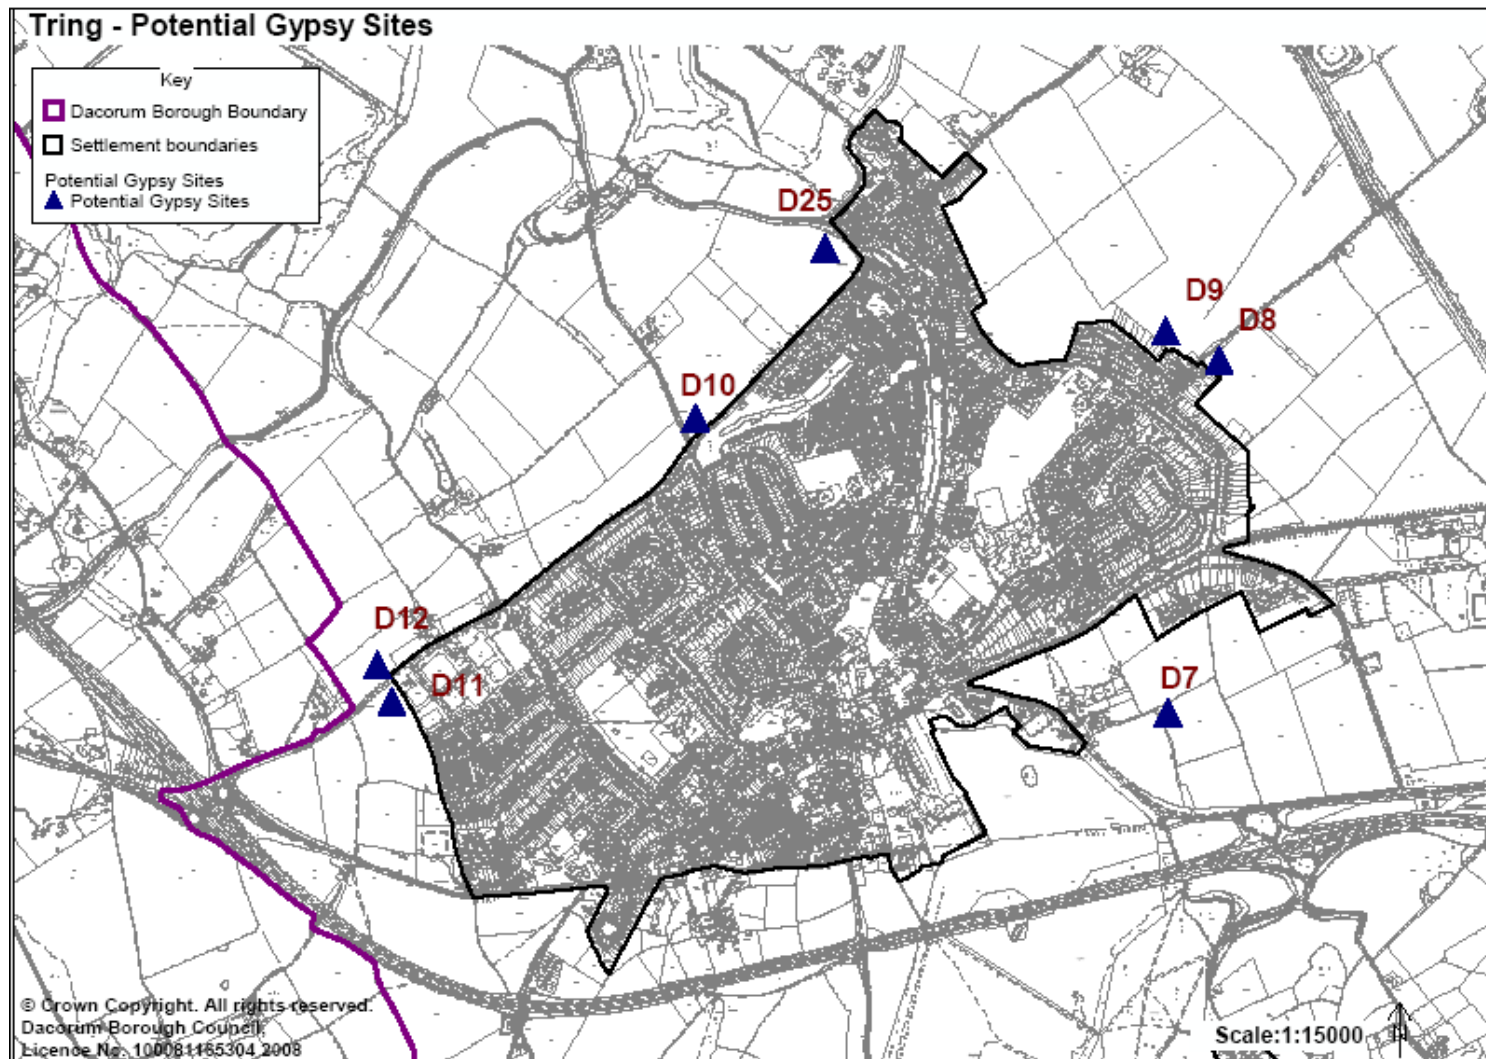 Tring - Potential Gypsy Sites
Key
Dacorum Borough Boundary
Settlement boundaries
Potential Gypsy Sites
Potential Gypsy Sites
D25
D9
D8
D10
D12
D11
D7
© Crown Copyright. All rights reserved.
Dacorum Borough Council,
Licence No. 100081165304 2008
Scale:1:15000
N